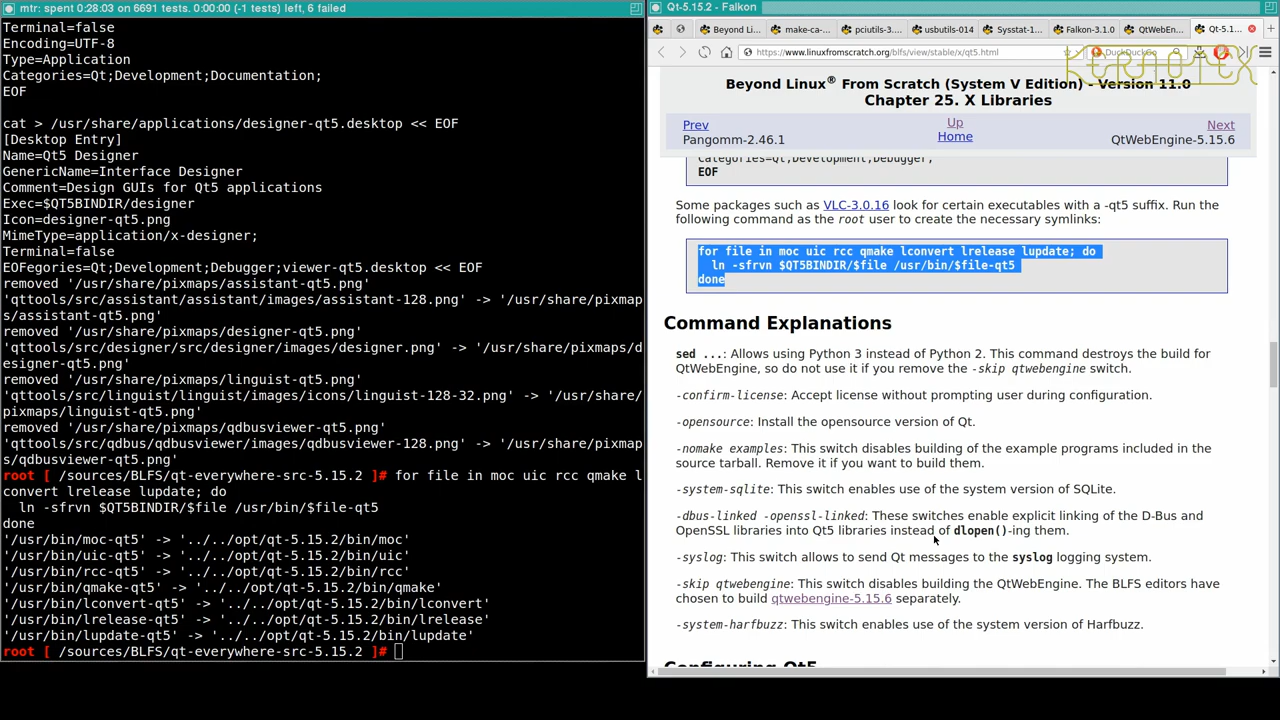 mtr: spent 0:28:03 on 6691 tests. 0:00:00 (-1 tests) left, 6 failed
Terminal=false
Encoding=UTF-8
Type=Application
Categories=Qt;Development;Documentation;
EOF
cat > /usr/share/applications/designer-qt5.desktop << EOF
[Desktop Entry]
Name=Qt5 Designer
GenericName=Interface Designer
Comment=Design GUIs for Qt5 applications
Exec=$QT5BINDIR/designer
Icon=designer-qt5.png
MimeType=application/x-designer;
Terminal=false
EOFegories=Qt;Development;Debugger;viewer-qt5.desktop << EOF
removed '/usr/share/pixmaps/assistant-qt5.png'
'qttools/src/assistant/assistant/images/assistant-128.png' -> '/usr/share/pixmap
s/assistant-qt5.png'
removed '/usr/share/pixmaps/designer-qt5.png'
'qttools/src/designer/src/designer/images/designer.png' -> '/usr/share/pixmaps/d
esigner-qt5.png'
removed '/usr/share/pixmaps/linguist-qt5.png'
'qttools/src/linguist/linguist/images/icons/linguist-128-32.png' -> '/usr/share/
pixmaps/linguist-qt5.png'
removed '/usr/share/pixmaps/qdbusviewer-qt5.png'
'qttools/src/qdbus/qdbusviewer/images/qdbusviewer-128.png' -> '/usr/share/pixmap
s/qdbusviewer-qt5.png'
root [ /sources/BLFS/qt-everywhere-src-5.15.2 ]# for file in moc uic rcc qmake l
convert lrelease lupdate; do
  ln -sfrvn $QT5BINDIR/$file /usr/bin/$file-qt5
done
'/usr/bin/moc-qt5' -> '../../opt/qt-5.15.2/bin/moc'
'/usr/bin/uic-qt5' -> '../../opt/qt-5.15.2/bin/uic'
'/usr/bin/rcc-qt5' -> '../../opt/qt-5.15.2/bin/rcc'
'/usr/bin/qmake-qt5' -> '../../opt/qt-5.15.2/bin/qmake'
'/usr/bin/lconvert-qt5' -> '../../opt/qt-5.15.2/bin/lconvert'
'/usr/bin/lrelease-qt5' -> '../../opt/qt-5.15.2/bin/lrelease'
'/usr/bin/lupdate-qt5' -> '../../opt/qt-5.15.2/bin/lupdate'
root [ /sources/BLFS/qt-everywhere-src-5.15.2 ]#
Qt-5.15.2 - Falkon
Beyond Li... make-ca-... pciutils-3... usbutils-014 Sysstat-1... Falkon-3.1.0 QtWebEn... Qt-5.1...
https://www.linuxfromscratch.org/blfs/view/stable/x/qt5.html DuckDuckGo
Beyond Linux® From Scratch (System V Edition) - Version 11.0
Chapter 25. X Libraries
Prev Up Next
Pangomm-2.46.1 Home QtWebEngine-5.15.6
Categories=Qt;Development;Debugger;
EOF
Some packages such as VLC-3.0.16 look for certain executables with a -qt5 suffix. Run the
following command as the root user to create the necessary symlinks:
for file in moc uic rcc qmake lconvert lrelease lupdate; do
  ln -sfrvn $QT5BINDIR/$file /usr/bin/$file-qt5
done
Command Explanations
sed ...: Allows using Python 3 instead of Python 2. This command destroys the build for
QtWebEngine, so do not use it if you remove the -skip qtwebengine switch.
-confirm-license: Accept license without prompting user during configuration.
-opensource: Install the opensource version of Qt.
-nomake examples: This switch disables building of the example programs included in the
source tarball. Remove it if you want to build them.
-system-sqlite: This switch enables use of the system version of SQLite.
-dbus-linked -openssl-linked: These switches enable explicit linking of the D-Bus and
OpenSSL libraries into Qt5 libraries instead of dlopen()-ing them.
-syslog: This switch allows to send Qt messages to the syslog logging system.
-skip qtwebengine: This switch disables building the QtWebEngine. The BLFS editors have
chosen to build qtwebengine-5.15.6 separately.
-system-harfbuzz: This switch enables use of the system version of Harfbuzz.
Configuring Qt5